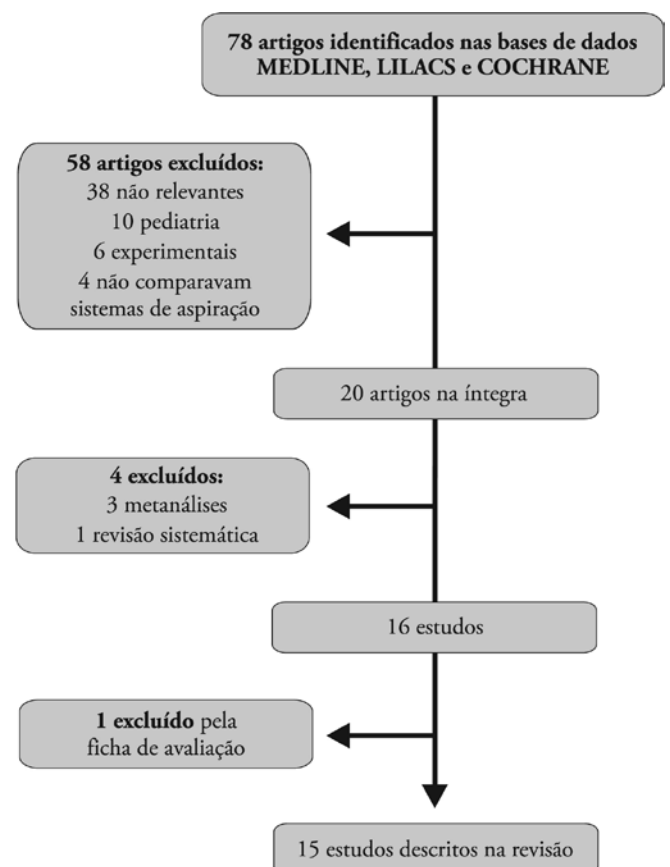 78 artigos identificados nas bases de dados
MEDLINE, LILACS e COCHRANE
58 artigos excluídos:
38 não relevantes
10 pediatria
6 experimentais
4 não comparavam
sistemas de aspiração
20 artigos na íntegra
4 excluídos:
3 metanálises
1 revisão sistemática
16 estudos
1 excluído pela
ficha de avaliação
15 estudos descritos na revisão